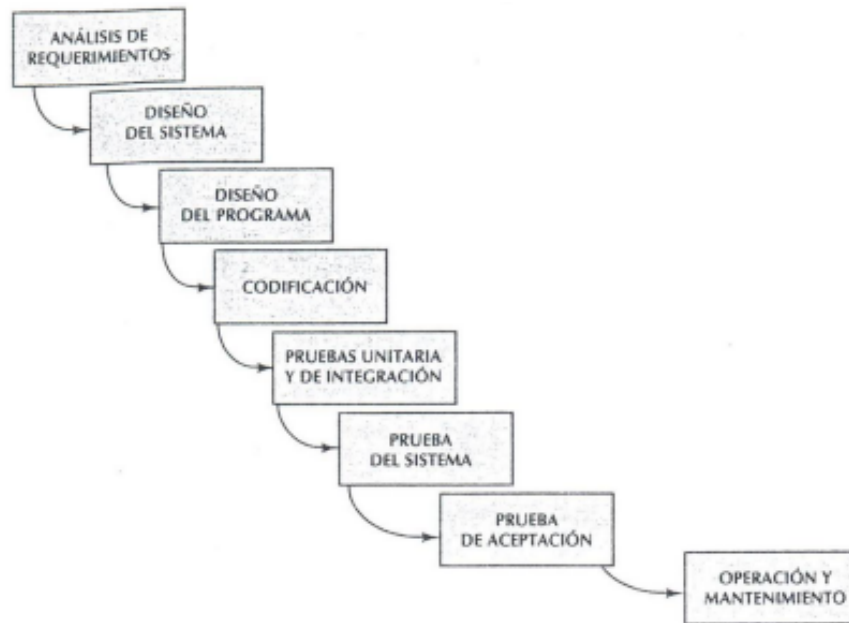 ANÁLISIS DE
REQUERIMIENTOS
DISEÑO
DEL SISTEMA
DISEÑO
DEL PROGRAMA
CODIFICACIÓN
PRUEBAS UNITARIA
Y DE INTEGRACIÓN
PRUEBA
DEL SISTEMA
PRUEBA
DE ACEPTACIÓN
OPERACIÓN Y
MANTENIMIENTO